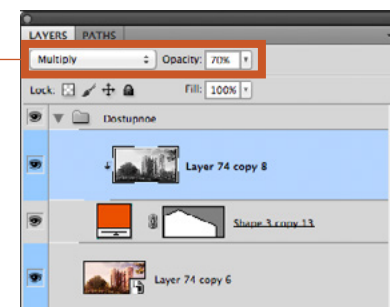 LAYERS PATHS
Multiply Opacity: 70%
Lock: Fill: 100%
Dostupnoe
Layer 74 copy 8
Shape 3 copy 13
Layer 74 copy 6